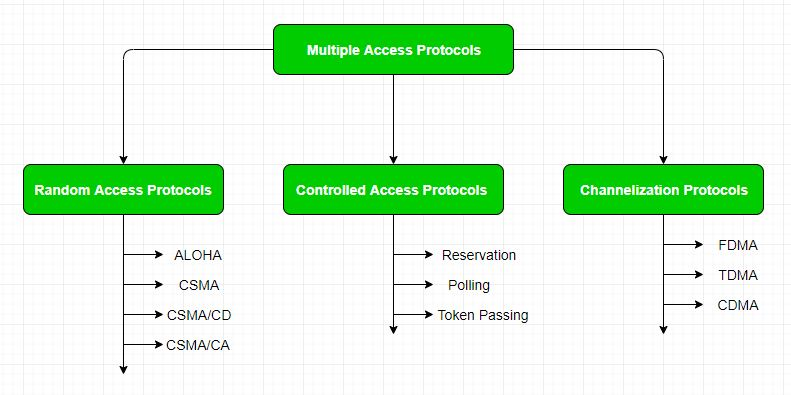 Multiple Access Protocols
Random Access Protocols
ALOHA
CSMA
CSMA/CD
CSMA/CA
Controlled Access Protocols
Reservation
Polling
Token Passing
Channelization Protocols
FDMA
TDMA
CDMA